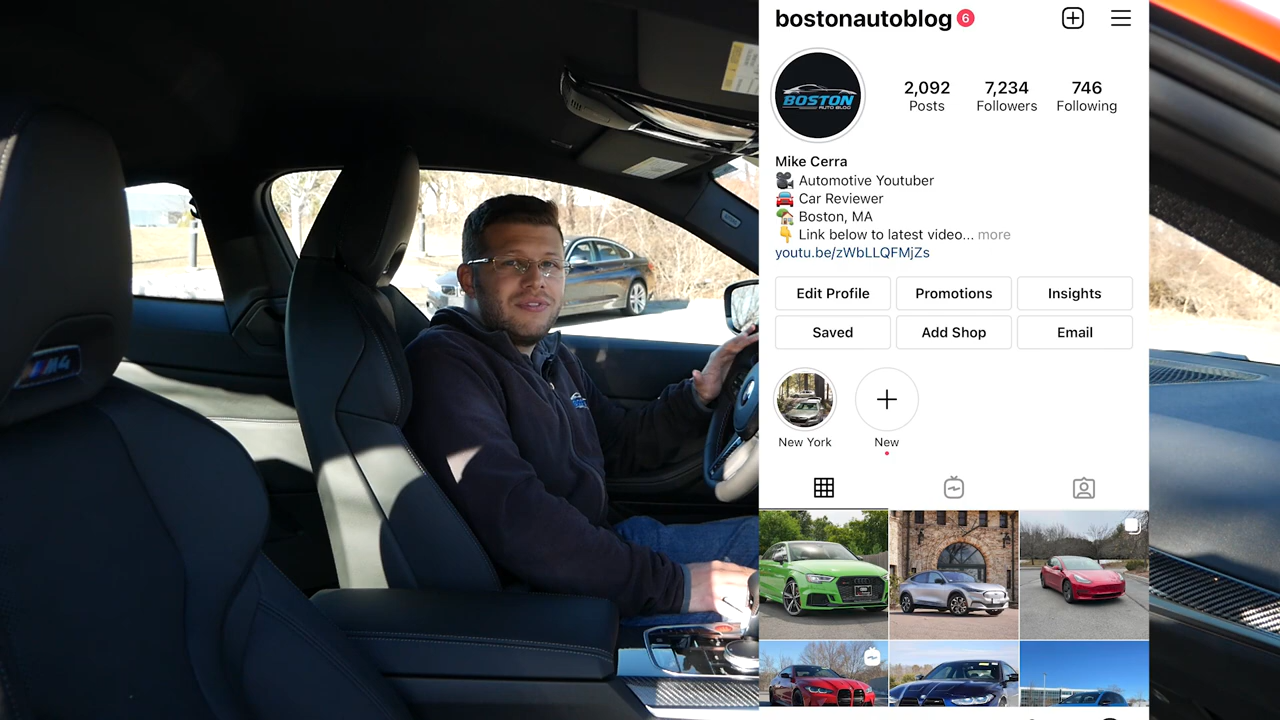 bostonautoblog 6
BOSTON
AUTO BLOG
2,092 7,234 746
Posts Followers Following
Mike Cerra
Automotive Youtuber
Car Reviewer
Boston, MA
Link below to latest video... more
youtu.be/zWbLLQFMjZs
Edit Profile Promotions Insights
Saved Add Shop Email
New York New
M4